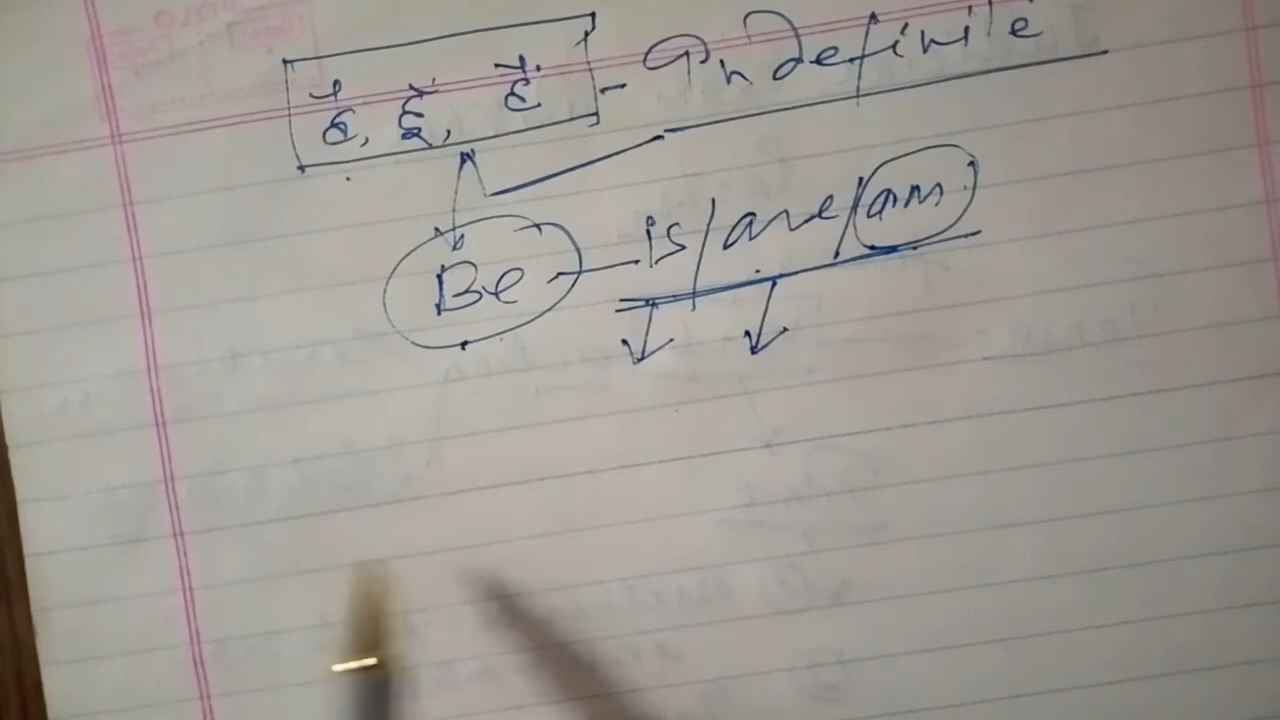 है, हूँ, हैं - Indefinite
Be - is/are/am